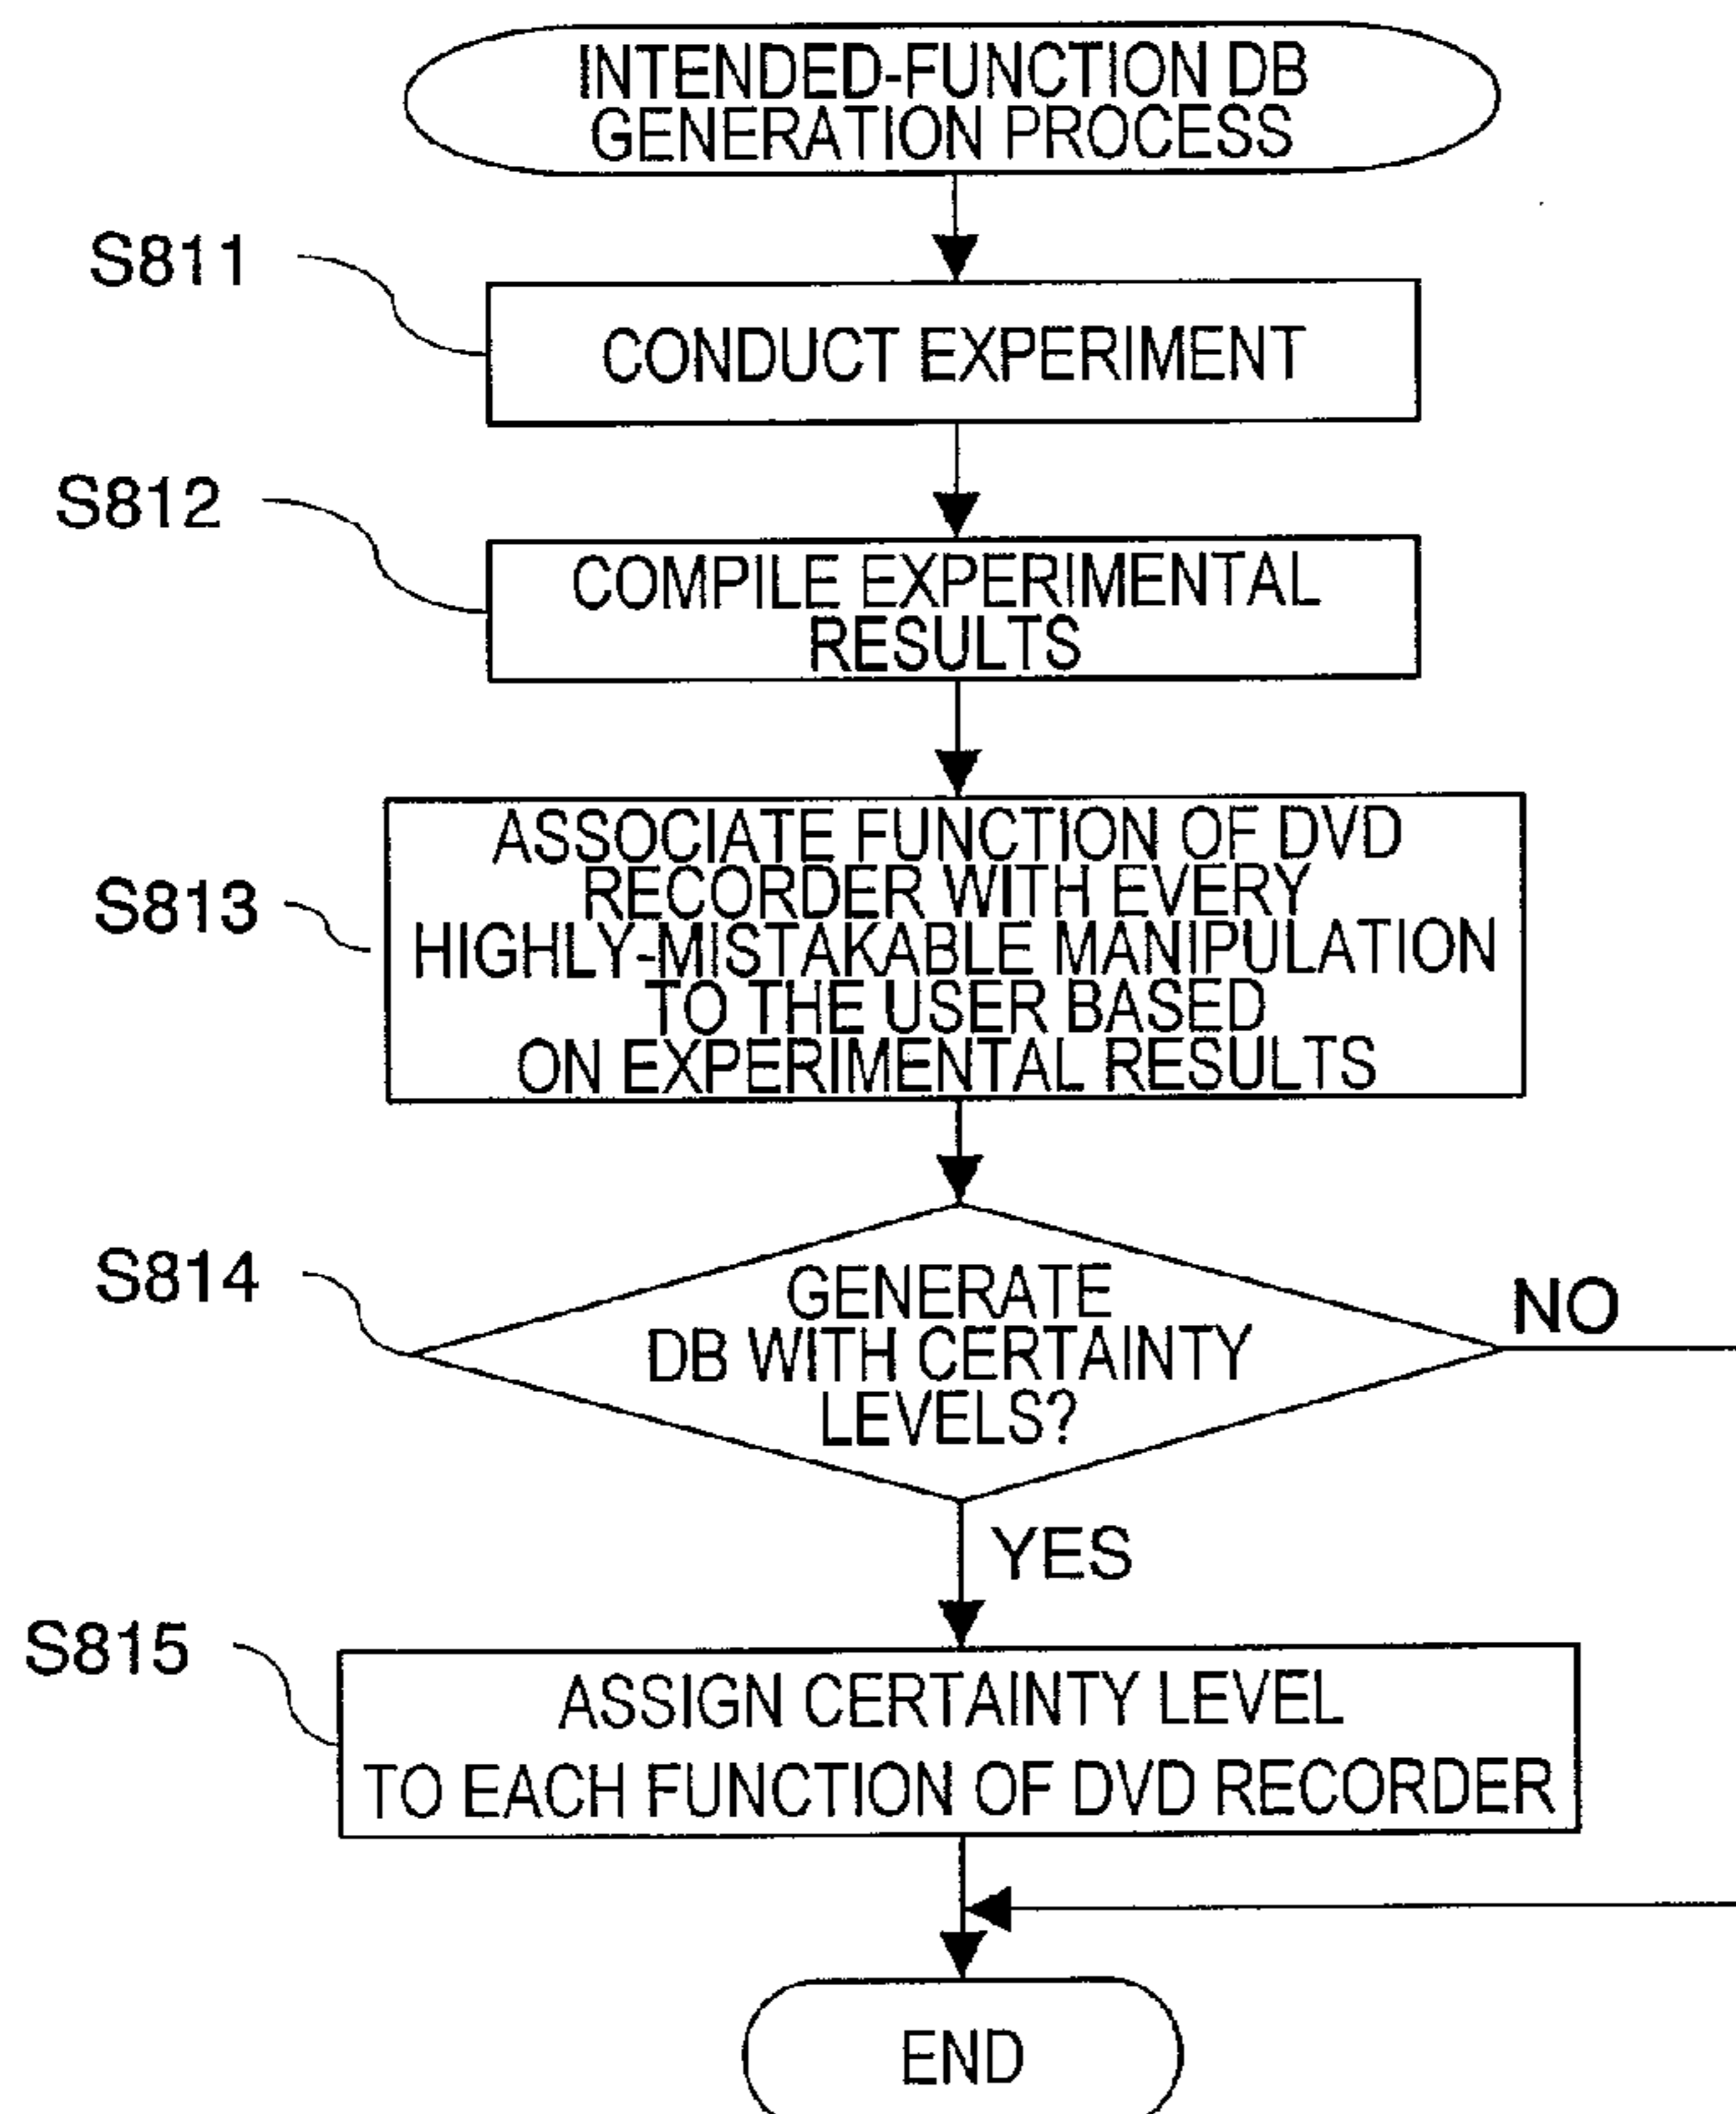 INTENDED-FUNCTION DB
GENERATION PROCESS
S811
CONDUCT EXPERIMENT
S812
COMPILE EXPERIMENTAL
RESULTS
S813
ASSOCIATE FUNCTION OF DVD
RECORDER WITH EVERY
HIGHLY-MISTAKABLE MANIPULATION
TO THE USER BASED
ON EXPERIMENTAL RESULTS
S814
GENERATE
DB WITH CERTAINTY
LEVELS?
NO
YES
S815
ASSIGN CERTAINTY LEVEL
TO EACH FUNCTION OF DVD RECORDER
END